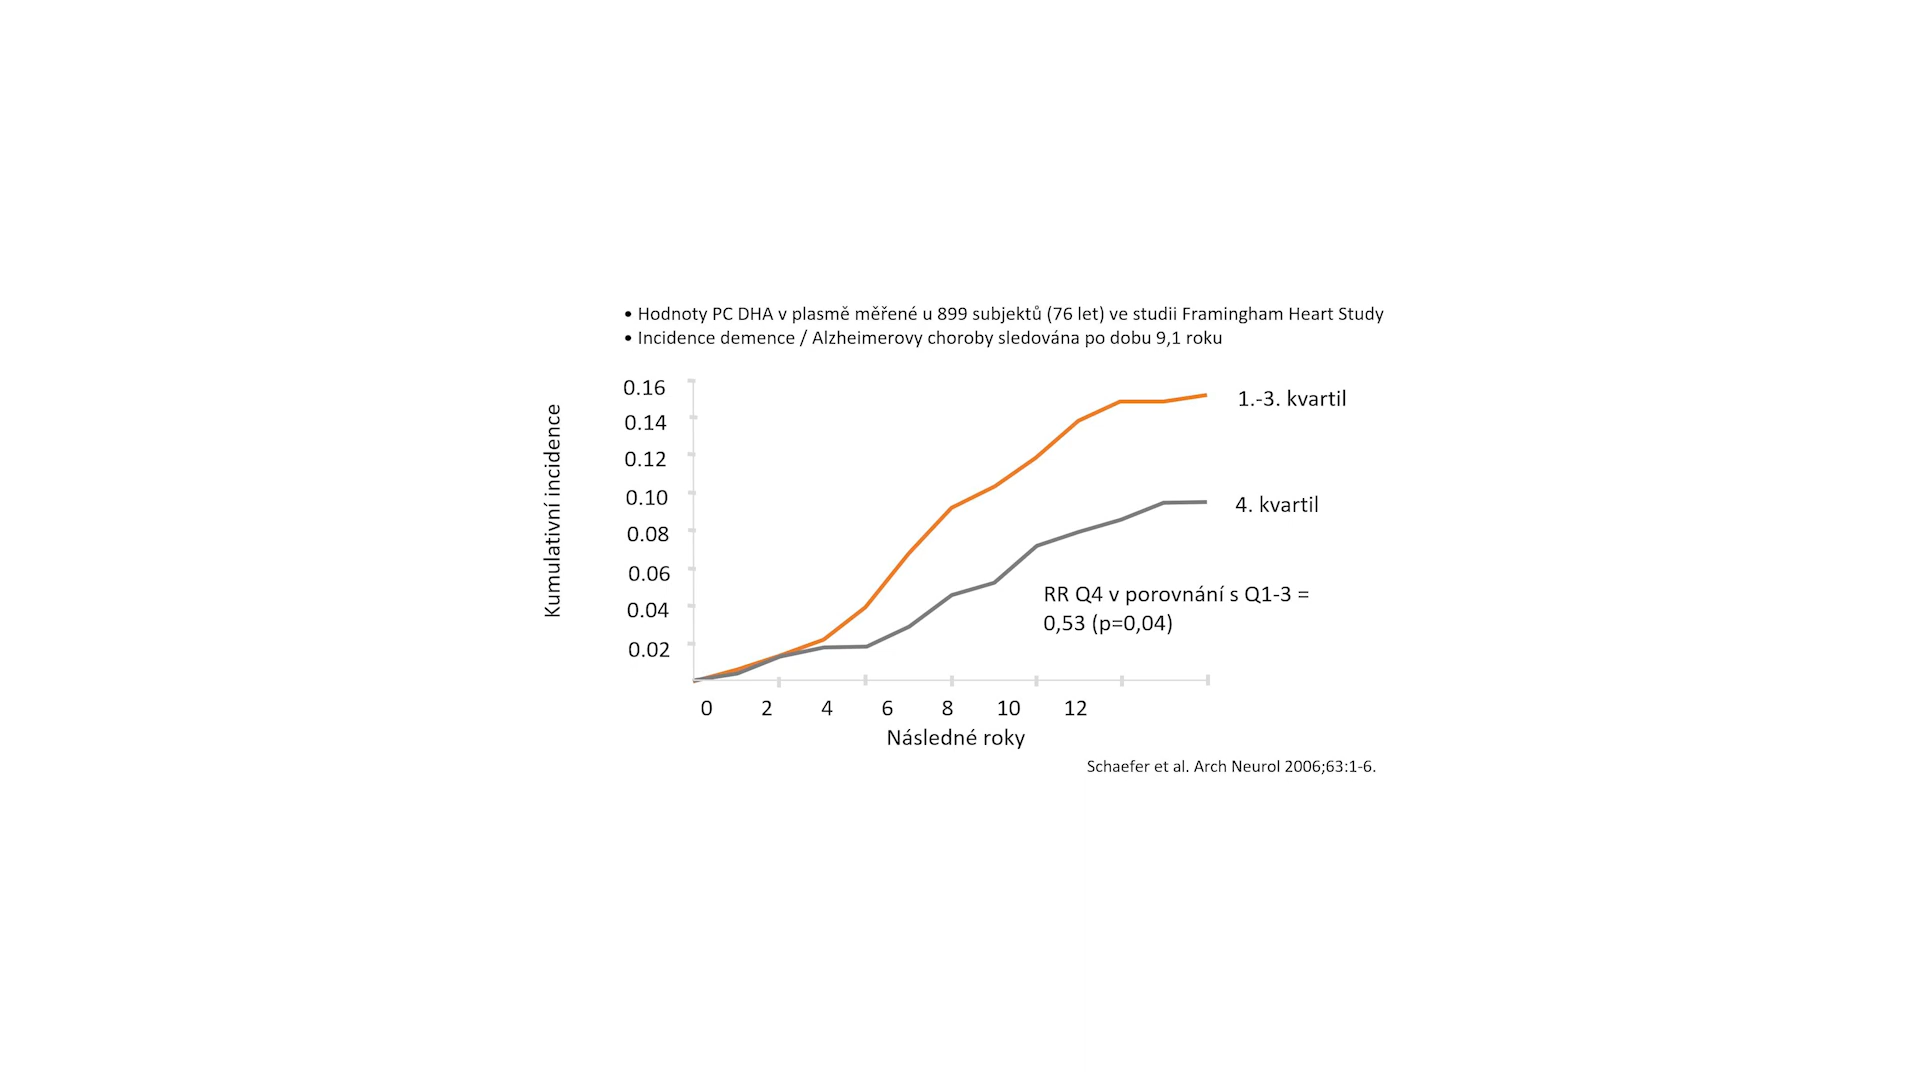 • Hodnoty PC DHA v plasmě měřené u 899 subjektů (76 let) ve studii Framingham Heart Study
• Incidence demence / Alzheimerovy choroby sledována po dobu 9,1 roku
Kumulativní incidence
0.16
0.14
0.12
0.10
0.08
0.06
0.04
0.02
1.-3. kvartil
4. kvartil
RR Q4 v porovnání s Q1-3 =
0,53 (p=0,04)
0 2 4 6 8 10 12
Následné roky
Schaefer et al. Arch Neurol 2006;63:1-6.